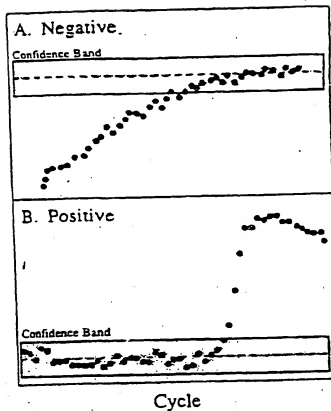 A. Negative.
Confidence Band
B. Positive
Confidence Band
Cycle